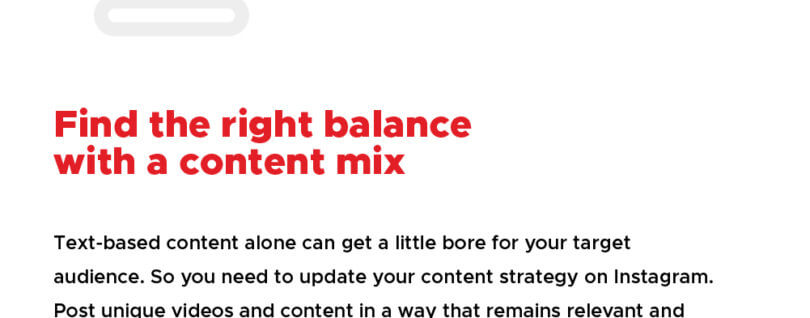 Find the right balance
with a content mix
Text-based content alone can get a little bore for your target
audience. So you need to update your content strategy on Instagram.
Post unique videos and content in a way that remains relevant and